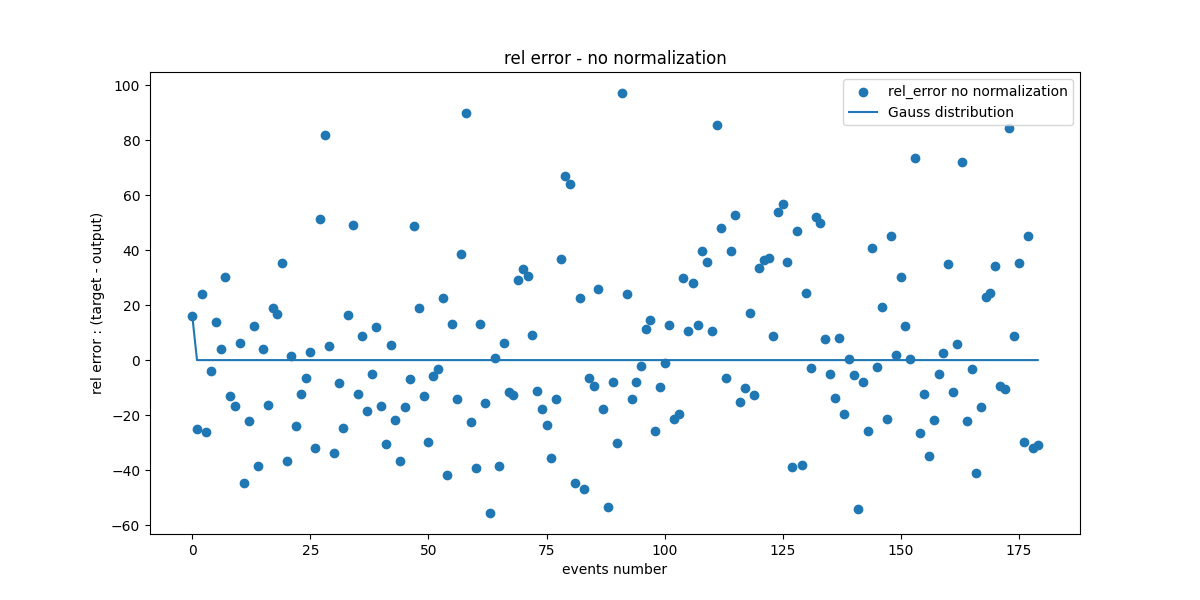 rel error - no normalization
rel_error no normalization
Gauss distribution
rel error : (target - output)
100
80
60
40
20
0
−20
−40
−60
0 25 50 75 100 125 150 175
events number